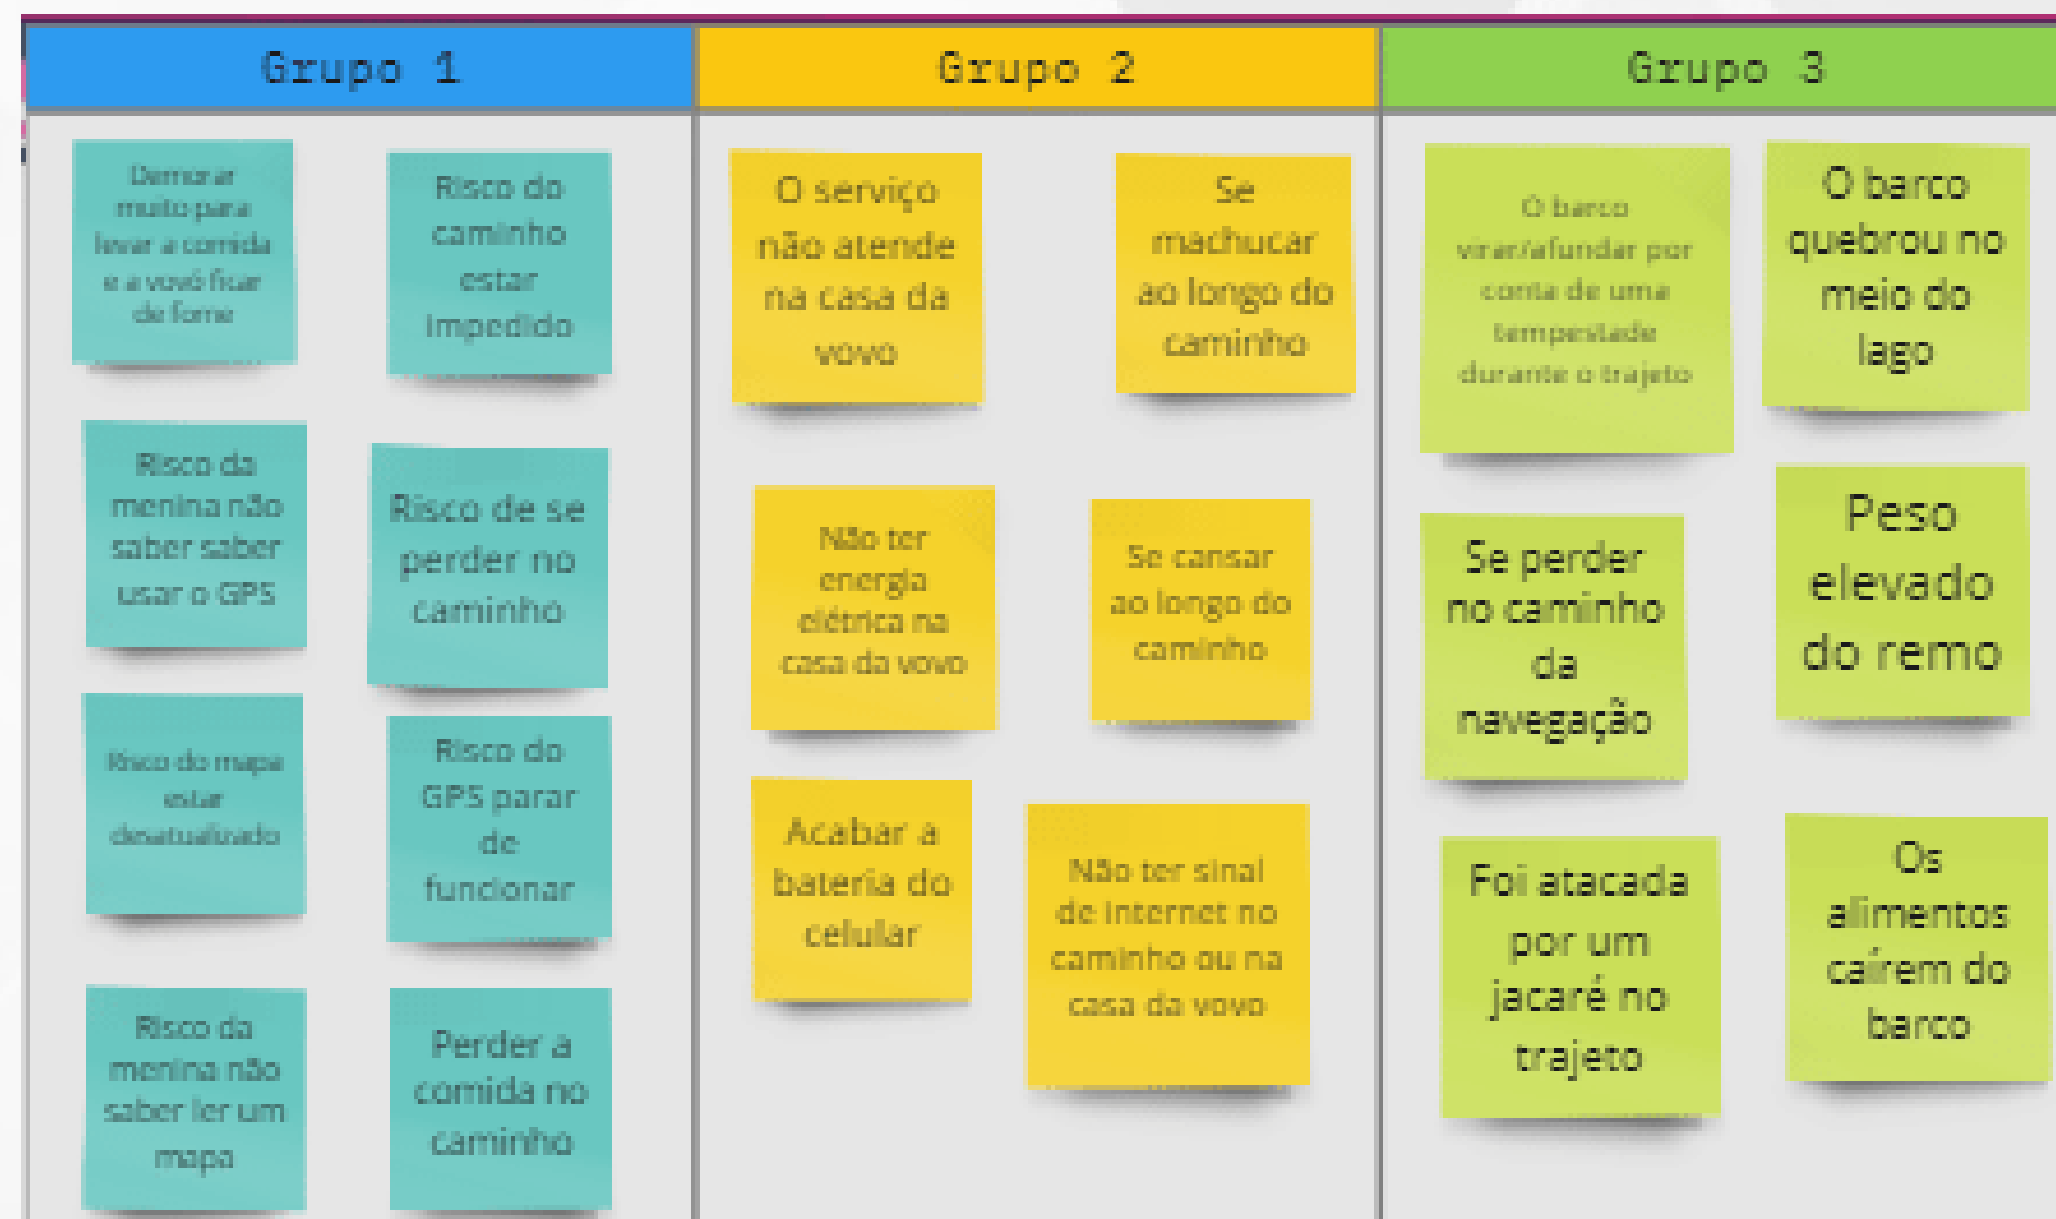 Grupo 1
Demorar
muito para
levar a comida
e a vovó ficar
de fome
Risco do
caminho
estar
impedido
Risco da
menina não
saber saber
usar o GPS
Risco de se
perder no
caminho
Risco do mapa
estar
desatualizado
Risco do
GPS parar
de
funcionar
Risco da
menina não
saber ler um
mapa
Perder a
comida no
caminho
Grupo 2
O serviço
não atende
na casa da
vovo
Se
machucar
ao longo do
caminho
Não ter
energia
elétrica na
casa da vovo
Se cansar
ao longo do
caminho
Acabar a
bateria do
celular
Não ter sinal
de internet no
caminho ou na
casa da vovo
Grupo 3
O barco
virar/afundar por
conta de uma
tempestade
durante o trajeto
O barco
quebrou no
meio do
lago
Se perder
no caminho
da
navegação
Peso
elevado
do remo
Foi atacada
por um
jacaré no
trajeto
Os
alimentos
caírem do
barco